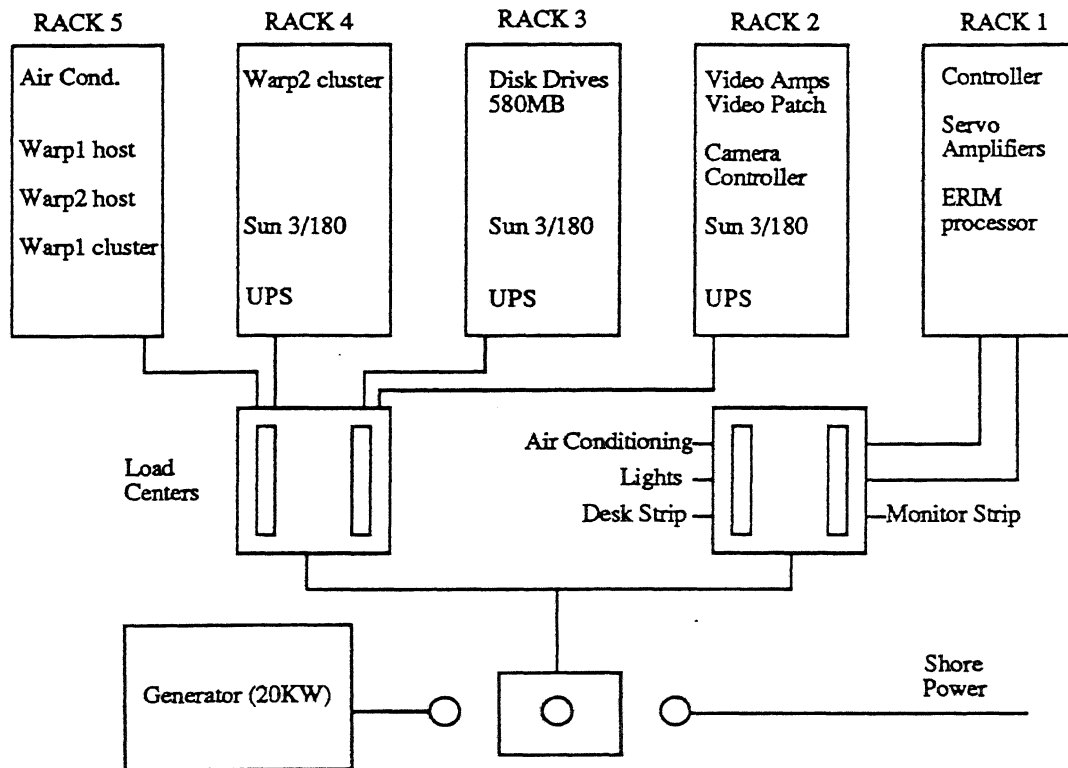 RACK 5
RACK 4
RACK 3
RACK 2
RACK 1
Air Cond.
Warp1 host
Warp2 host
Warp1 cluster
Warp2 cluster
Sun 3/180
UPS
Disk Drives
580MB
Sun 3/180
UPS
Video Amps
Video Patch
Camera
Controller
Sun 3/180
UPS
Controller
Servo
Amplifiers
ERIM
processor
Load
Centers
Air Conditioning
Lights
Desk Strip
Monitor Strip
Generator (20KW)
Shore
Power